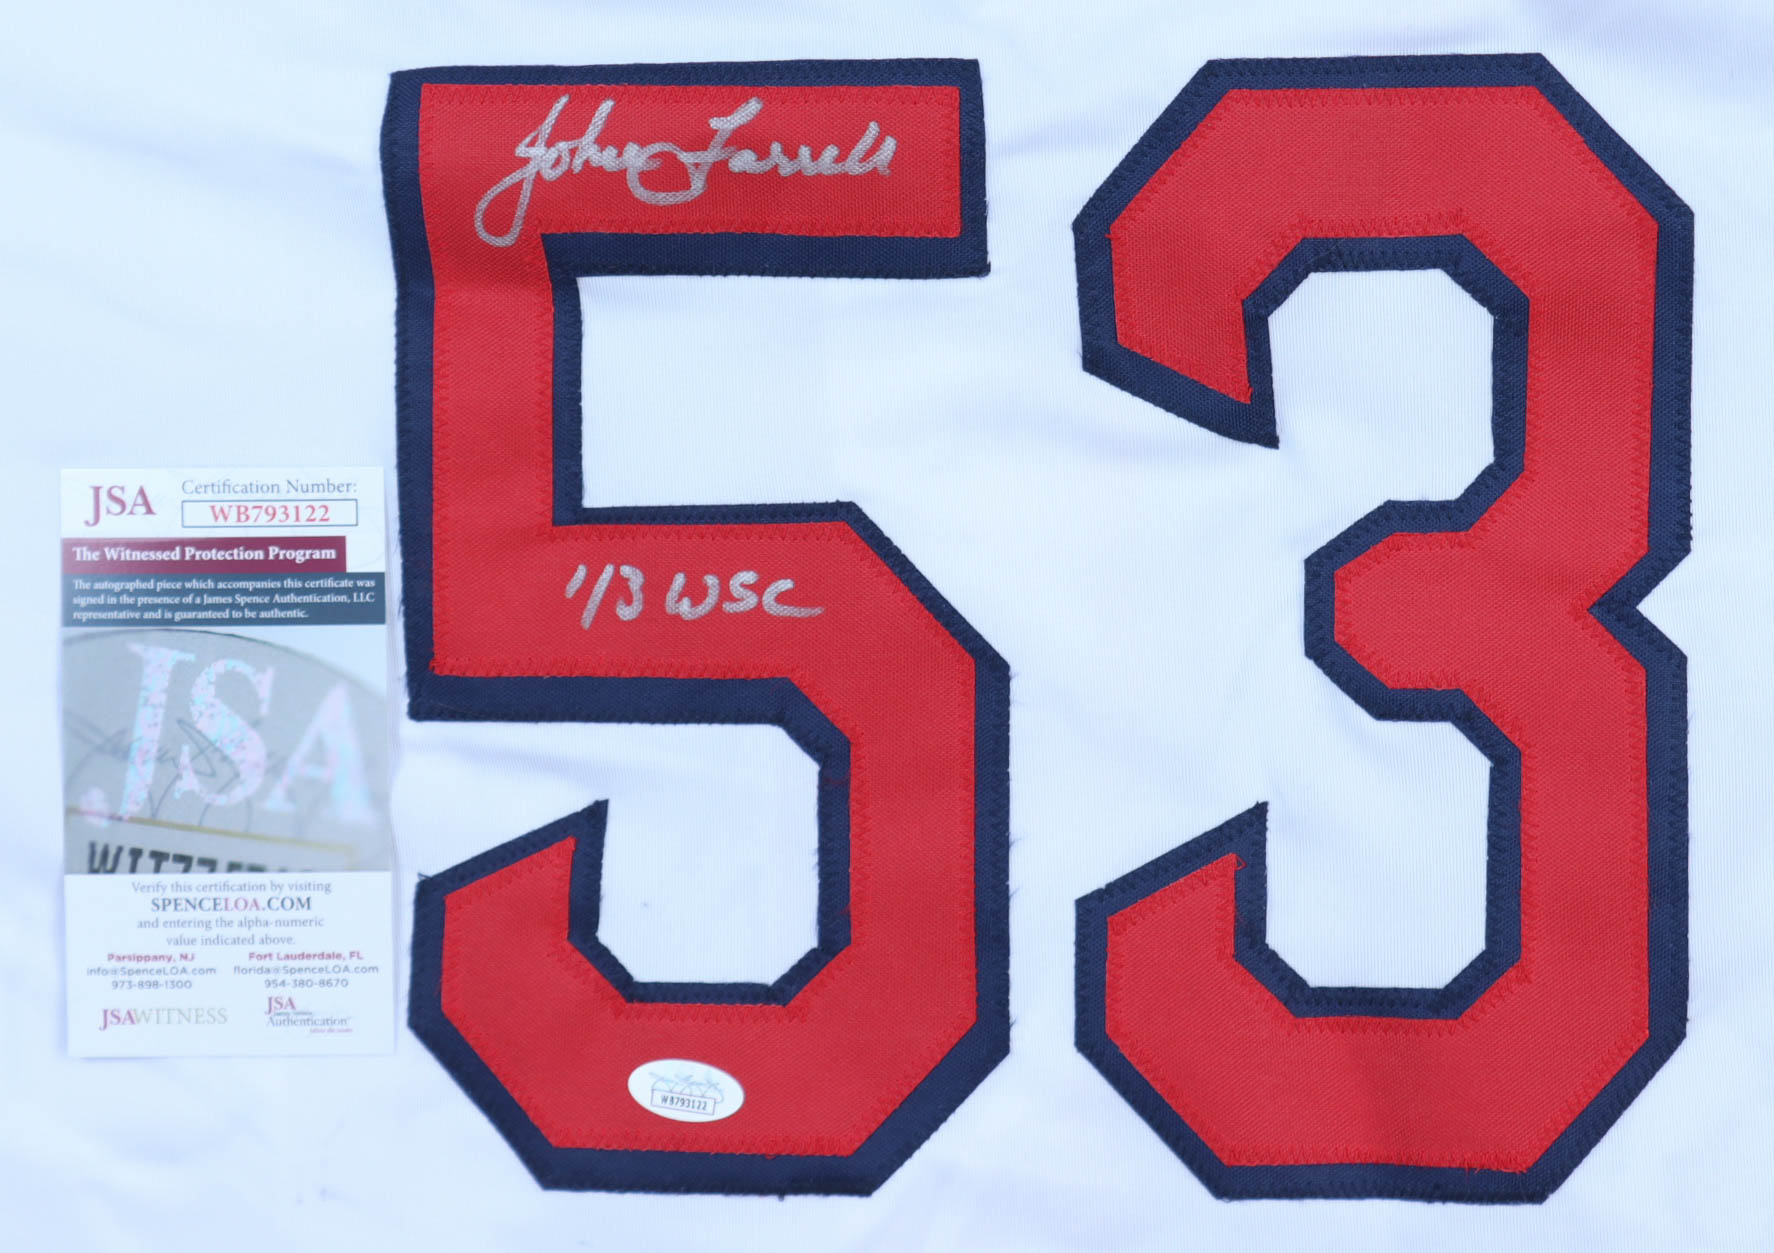 John Farrell
53
'13 WSC
JSA
Certification Number:
WB793122
The Witnessed Protection Program
The autographed piece which accompanies this certificate was
signed in the presence of a James Spence Authentication, LLC
representative and is guaranteed to be authentic.
JSA
Verify this certification by visiting
SPENCELOA.COM
and entering the alpha-numeric
value indicated above.
Parsippany, NJ
info@SpenceLOA.com
973-898-1300
Fort Lauderdale, FL
florida@SpenceLOA.com
954-380-8670
JSAWITNESS
JSA
Authentication
WB793122